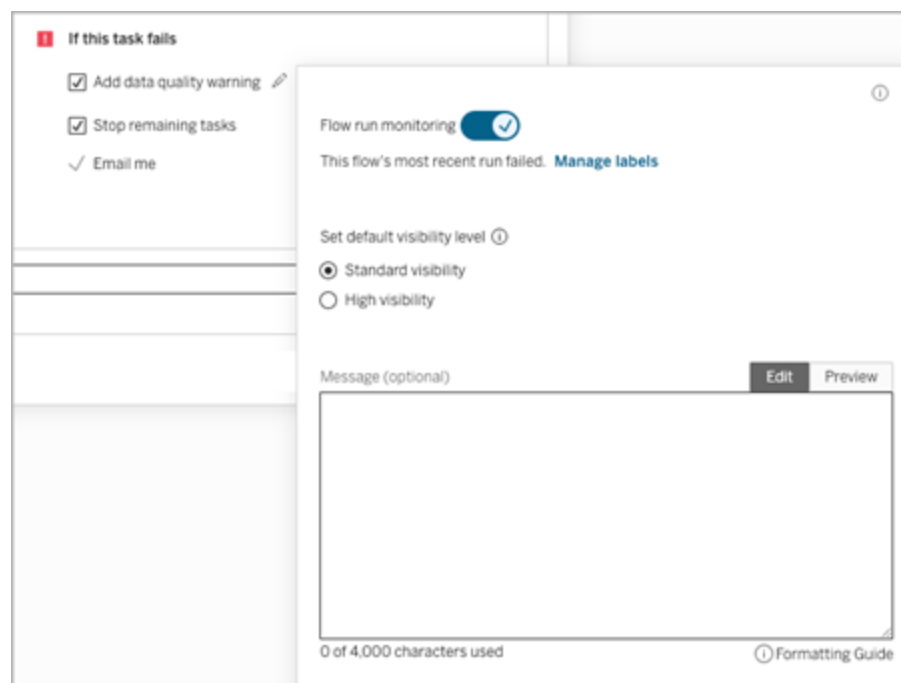 If this task fails
Add data quality warning
Stop remaining tasks
Email me
Flow run monitoring
This flow's most recent run failed. Manage labels
Set default visibility level
Standard visibility
High visibility
Message (optional)
Edit Preview
0 of 4,000 characters used
Formatting Guide